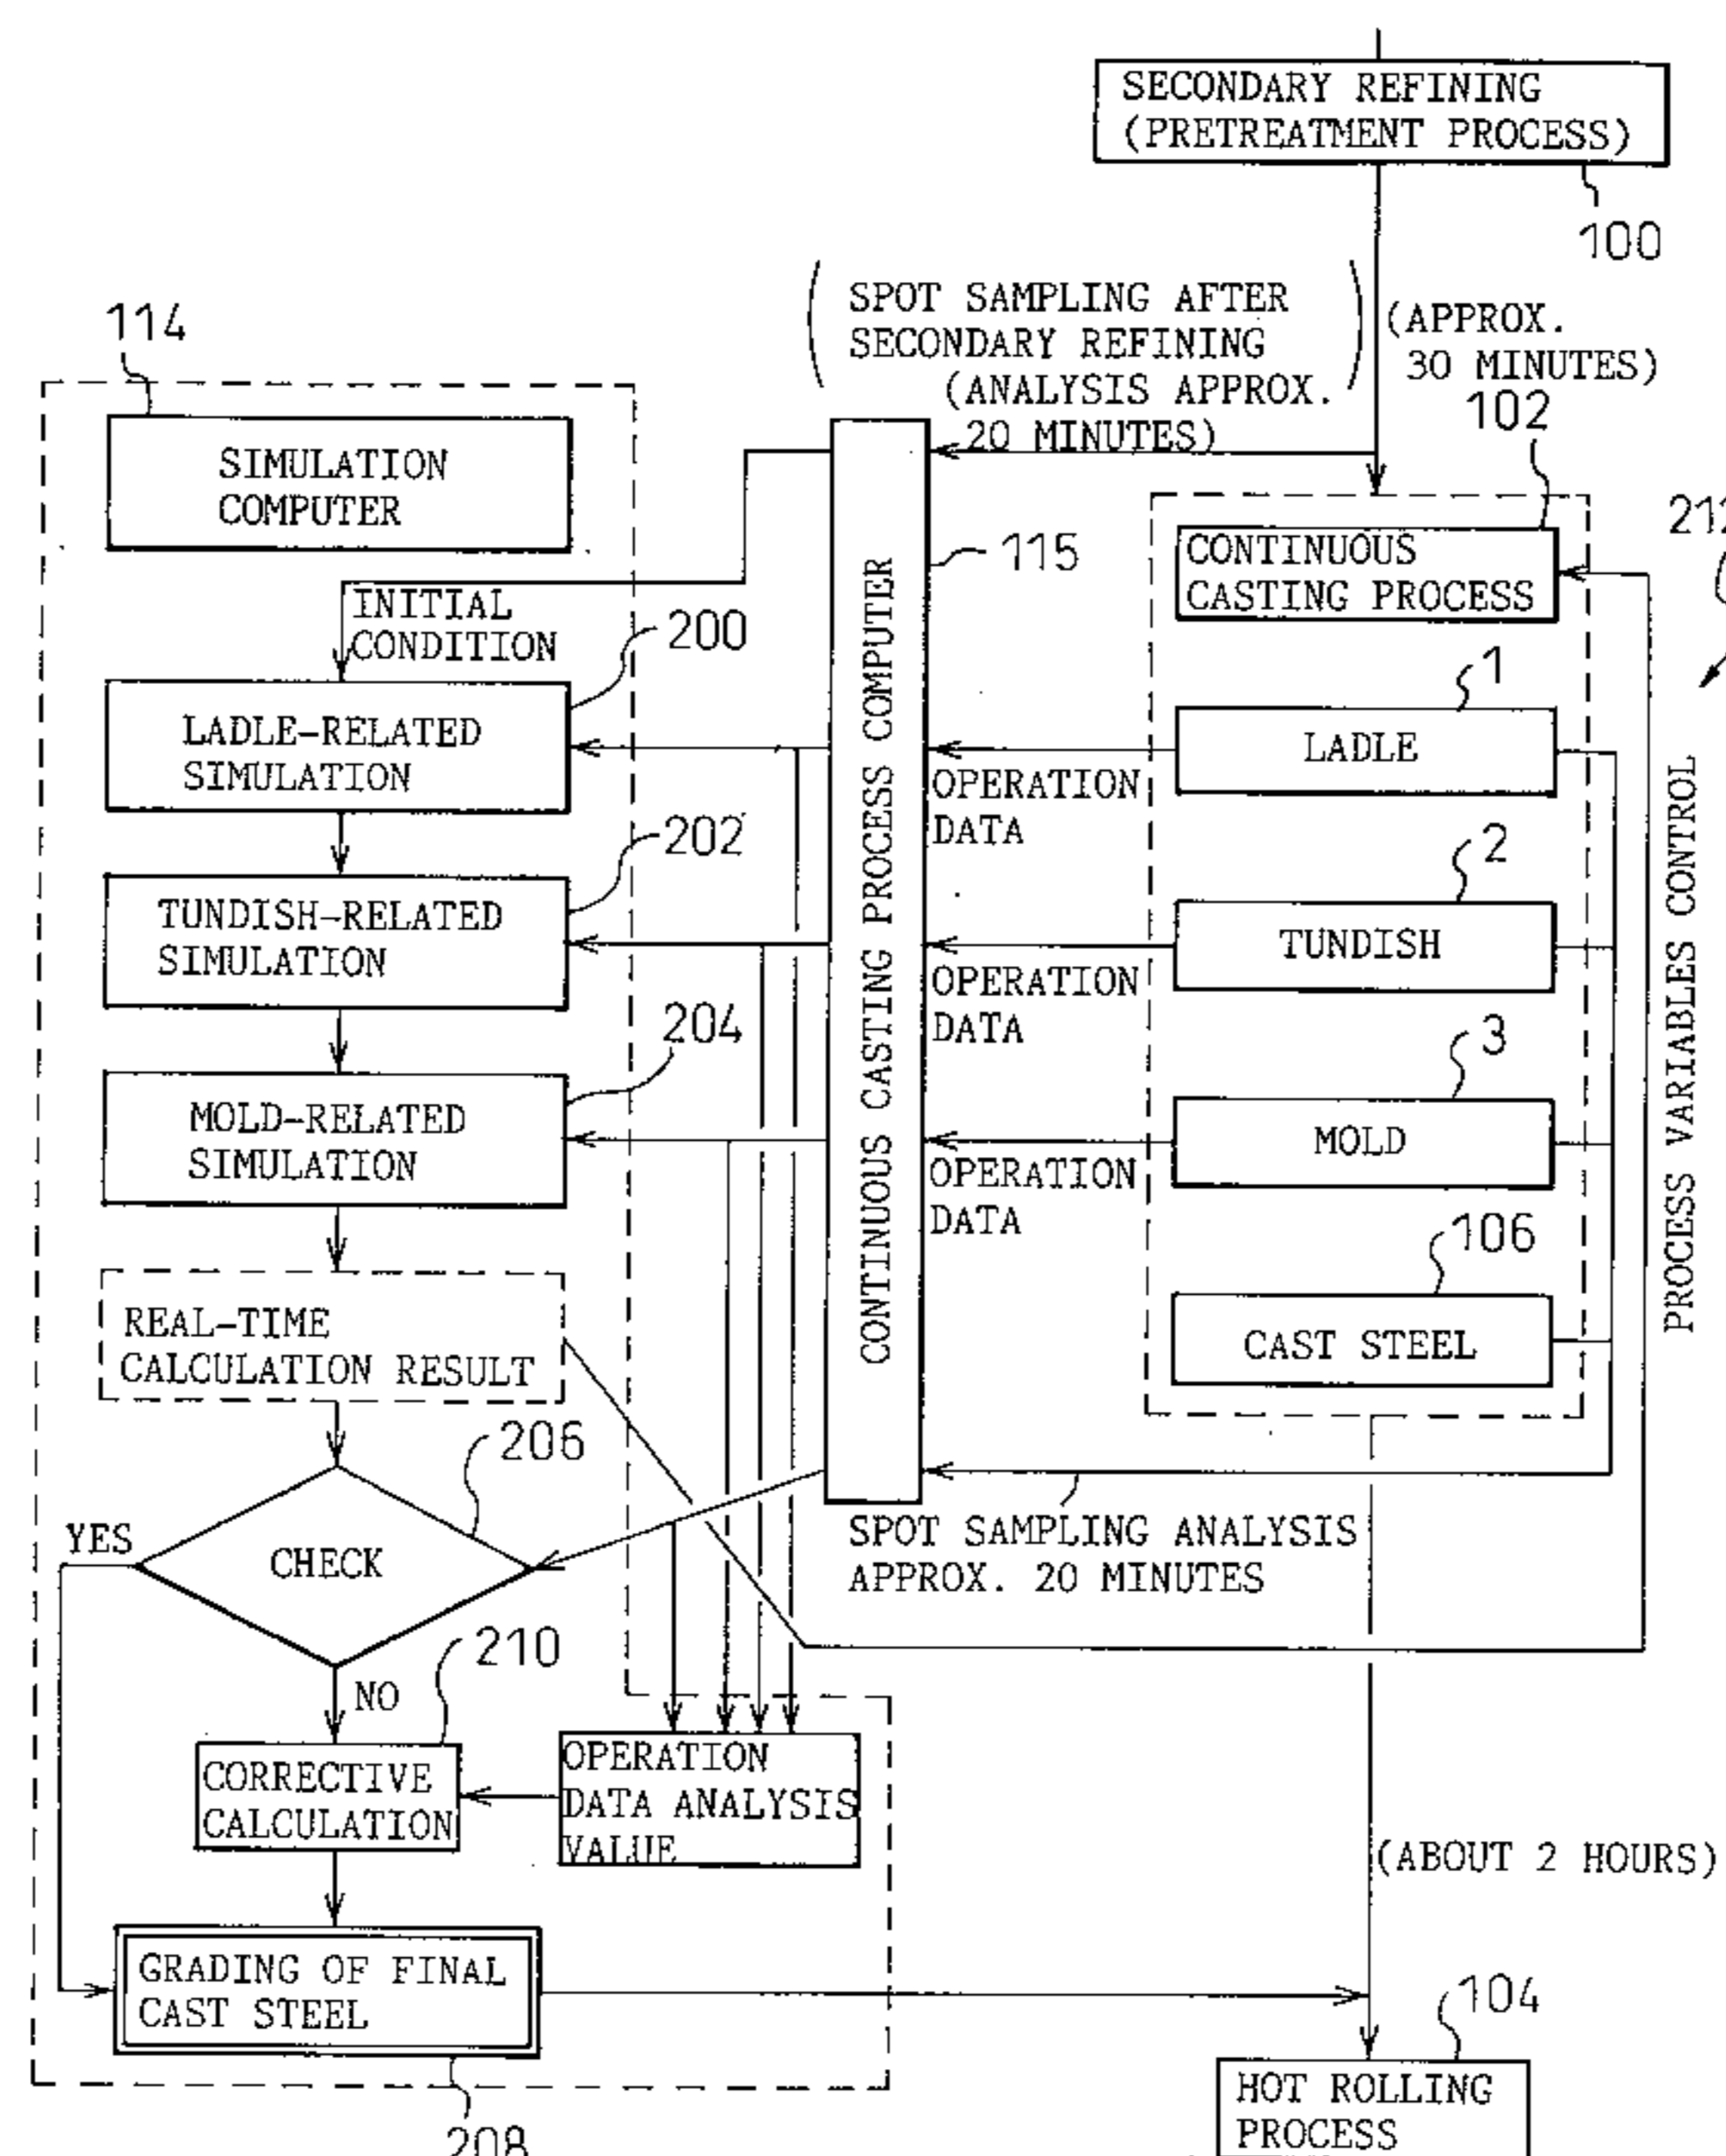 SECONDARY REFINING
(PRETREATMENT PROCESS)
100
SPOT SAMPLING AFTER
SECONDARY REFINING
(ANALYSIS APPROX.
20 MINUTES)
(APPROX.
30 MINUTES)
114
SIMULATION
COMPUTER
102
CONTINUOUS
CASTING PROCESS
212
115
CONTINUOUS CASTING PROCESS COMPUTER
INITIAL
CONDITION
200
LADLE-RELATED
SIMULATION
1
LADLE
OPERATION
DATA
202
TUNDISH-RELATED
SIMULATION
2
TUNDISH
OPERATION
DATA
204
MOLD-RELATED
SIMULATION
3
MOLD
OPERATION
DATA
PROCESS VARIABLES CONTROL
106
CAST STEEL
REAL-TIME
CALCULATION RESULT
206
CHECK
YES
NO
SPOT SAMPLING ANALYSIS
APPROX. 20 MINUTES
210
CORRECTIVE
CALCULATION
OPERATION
DATA ANALYSIS
VALUE
(ABOUT 2 HOURS)
GRADING OF FINAL
CAST STEEL
208
104
HOT ROLLING
PROCESS